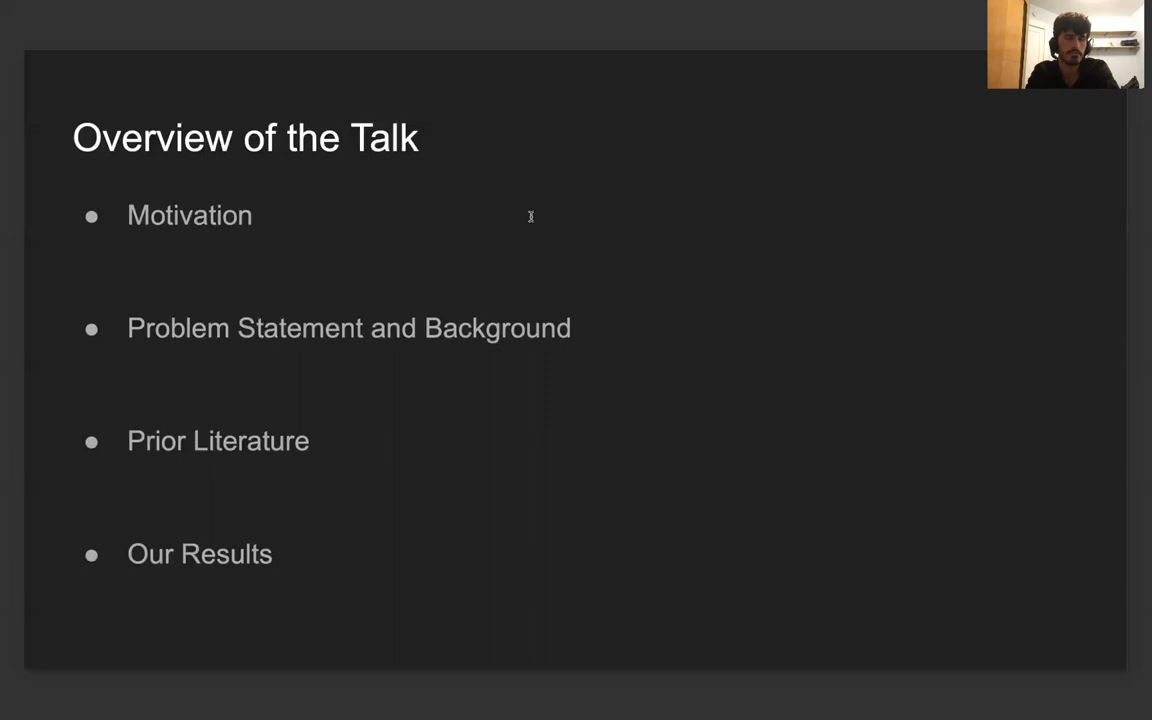 Overview of the Talk
● Motivation
● Problem Statement and Background
● Prior Literature
● Our Results